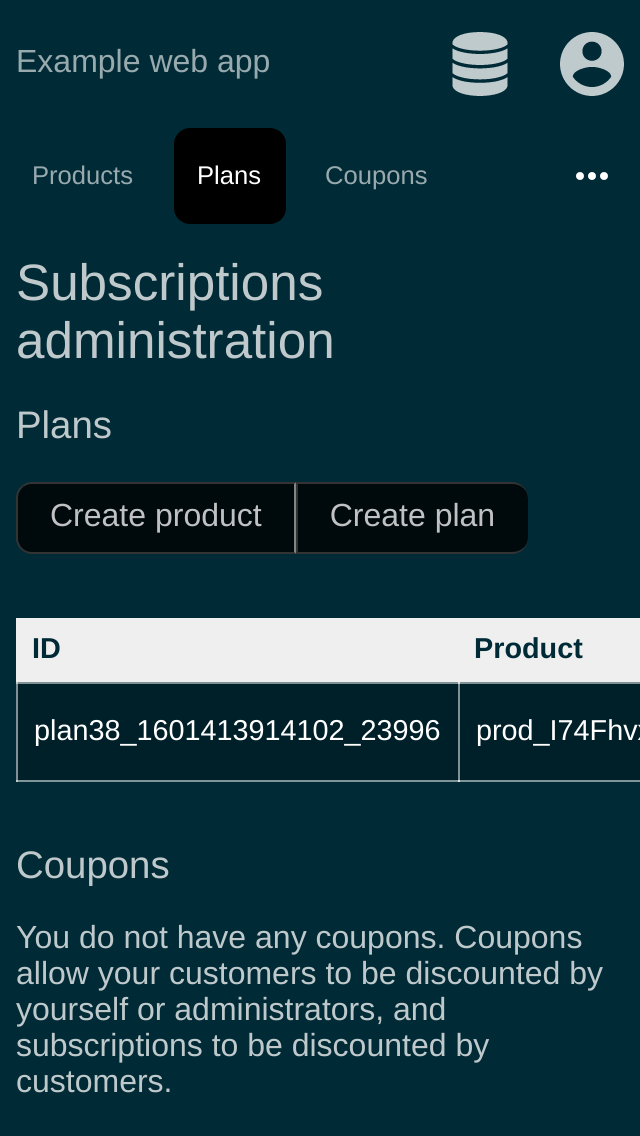 Example web app
Products Plans Coupons •••
Subscriptions
administration
Plans
Create product Create plan
ID Product
plan38_1601413914102_23996
Coupons
You do not have any coupons. Coupons
allow your customers to be discounted by
yourself or administrators, and
subscriptions to be discounted by
customers.